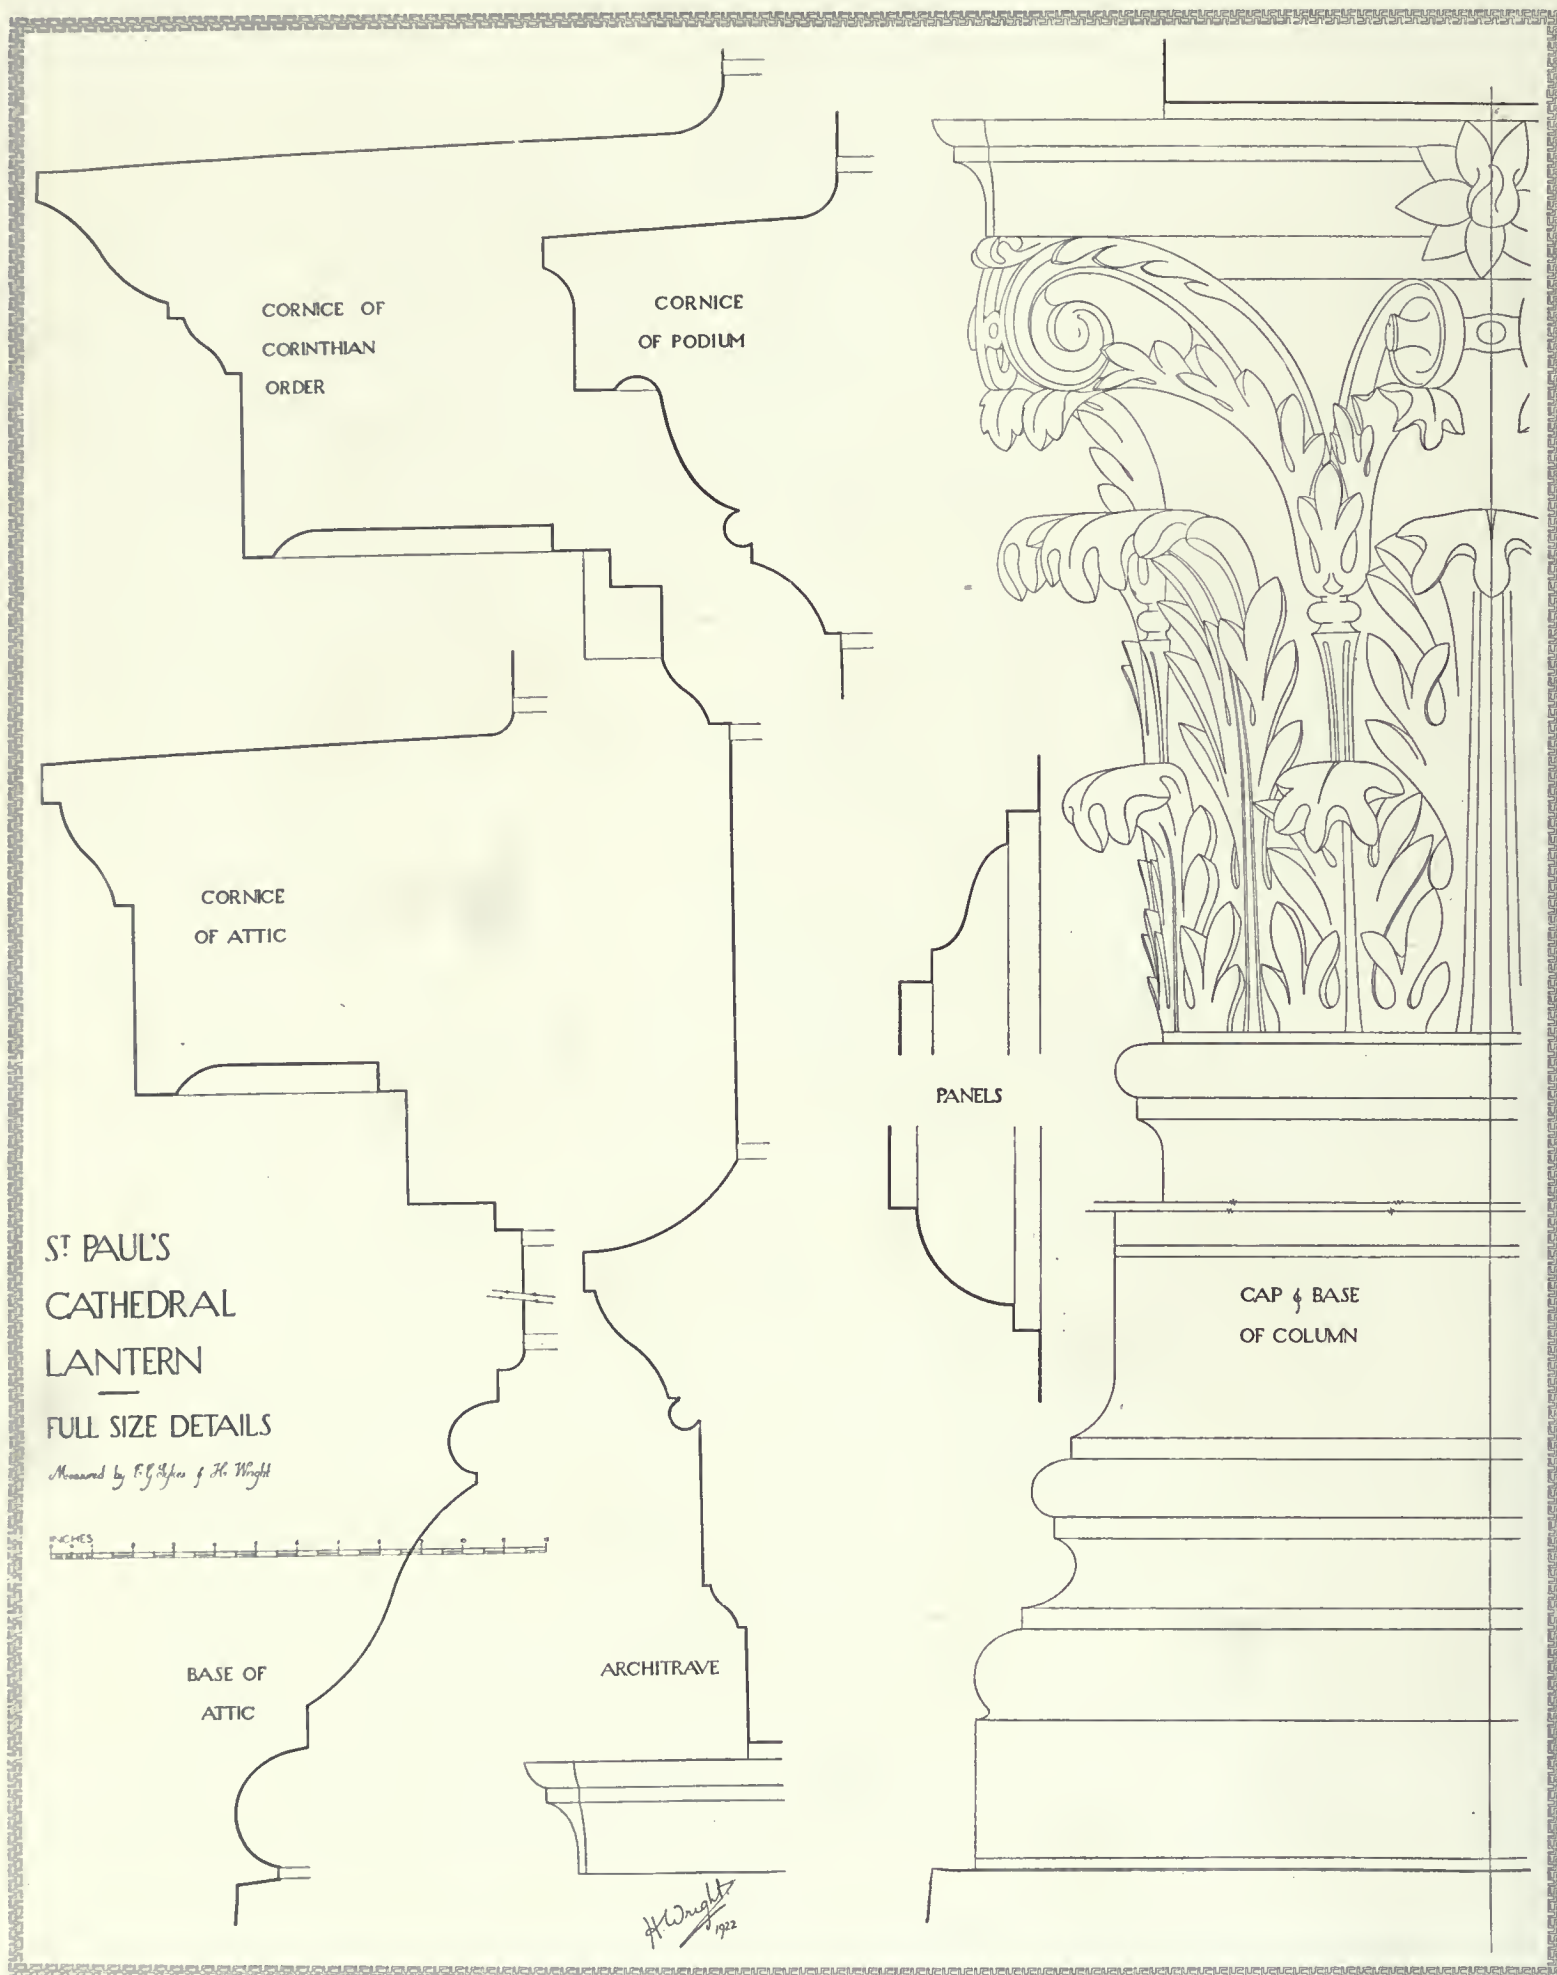 CORNICE OF
CORINTHIAN
ORDER
CORNICE
OF PODIUM
CORNICE
OF ATTIC
PANELS
ST PAUL'S
CATHEDRAL
LANTERN
FULL SIZE DETAILS
Measured by F. G. Sykes & H. Wright
INCHES
CAP & BASE
OF COLUMN
BASE OF
ATTIC
ARCHITRAVE
H. Wright.
1922